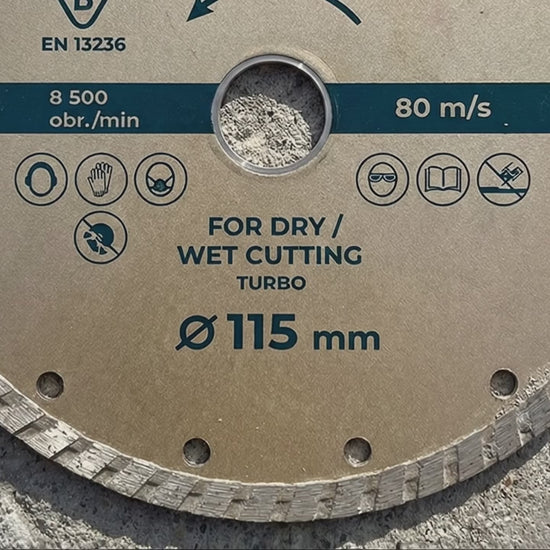 B
EN 13236
8 500
obr./min
80 m/s
FOR DRY /
WET CUTTING
TURBO
Ø 115 mm